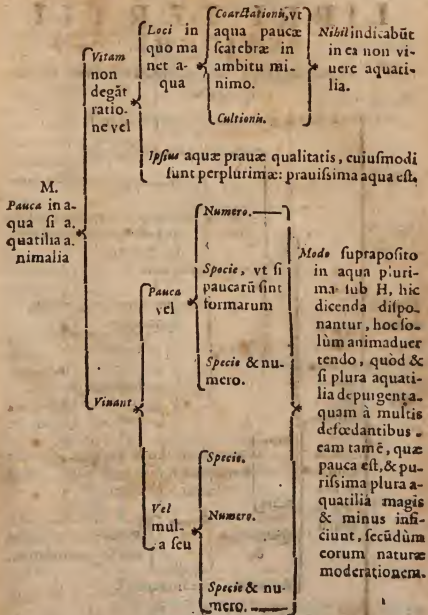 M.
Pauca in a-
qua si a.
quatilia a.
nimalia
Vitam
non
degāt
ratio-
ne vel
Loci in
quo ma
net a-
qua
Coarctationis, vt
aqua paucæ
scatebræ in
ambitu mi-
nimo.
Cultionis.
Nihil indicabūt
in ea non vi-
uere aquati-
lia.
Ipsius aquæ prauæ qualitatis, cuiusmodi
sunt perplurimæ: prauissima aqua est.
Viuant
Pauca
vel
Numero.
Specie, vt si
paucarū sint
formarum
Specie & nu-
mero.
Vel
mul-
a seu
Specie.
Numero.
Specie & nu-
mero.
Modo supraposito
in aqua pluri-
ma sub H, hic
dicenda dispo-
nantur, hoc so-
lùm animaduer
tendo, quòd &
si plura aquati-
lia depurgent a-
quam à multis
defœdantibus.
eam tamē, quæ
pauca est, & pu-
rissima plura a-
quatilia magis
& minus infi-
ciunt, secūdùm
eorum naturæ
moderationem.